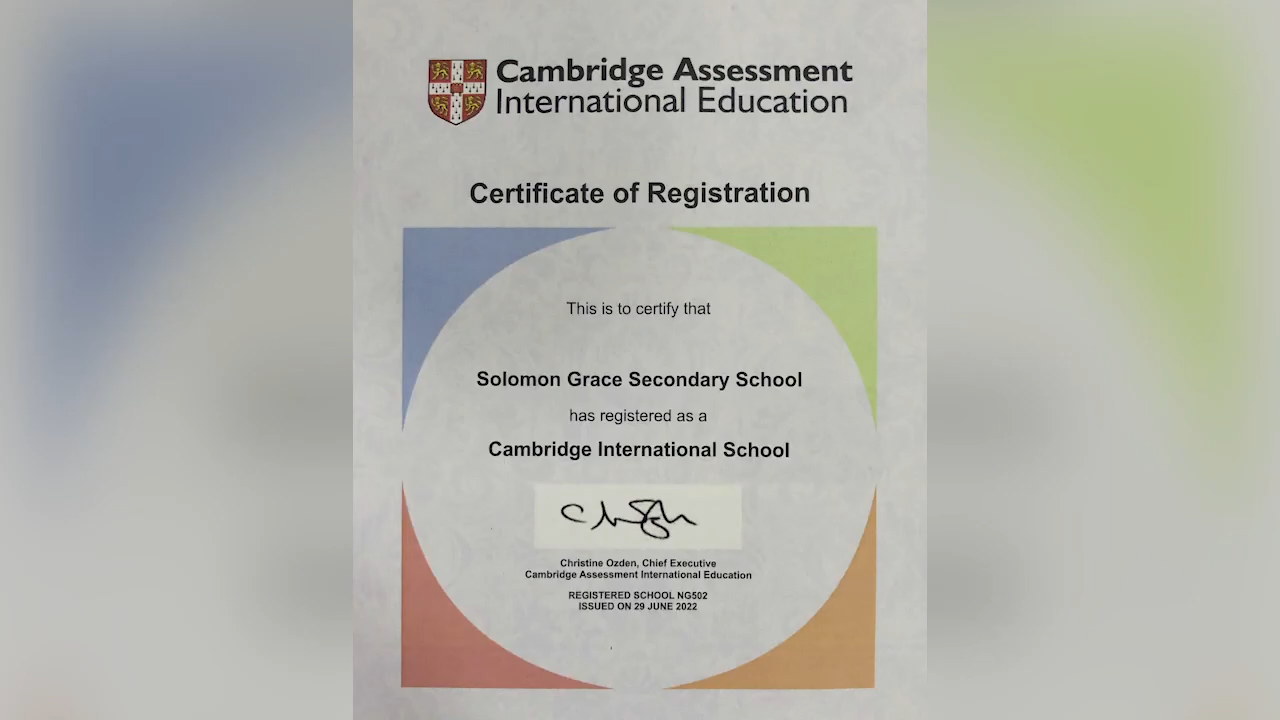 Cambridge Assessment
International Education
Certificate of Registration
This is to certify that
Solomon Grace Secondary School
has registered as a
Cambridge International School
Christine Ozden, Chief Executive
Cambridge Assessment International Education
REGISTERED SCHOOL NG502
ISSUED ON 29 JUNE 2022